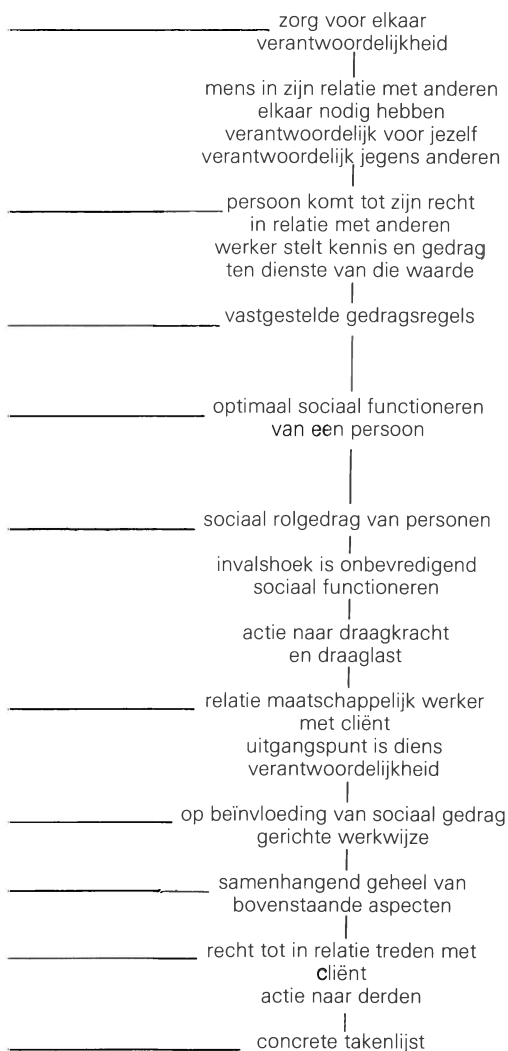 zorg voor elkaar
verantwoordelijkheid
mens in zijn relatie met anderen
elkaar nodig hebben
verantwoordelijk voor jezelf
verantwoordelijk jegens anderen
persoon komt tot zijn recht
in relatie met anderen
werker stelt kennis en gedrag
ten dienste van die waarde
vastgestelde gedragsregels
optimaal sociaal functioneren
van een persoon
sociaal rolgedrag van personen
invalshoek is onbevredigend
sociaal functioneren
actie naar draagkracht
en draaglast
relatie maatschappelijk werker
met cliënt
uitgangspunt is diens
verantwoordelijkheid
op beïnvloeding van sociaal gedrag
gerichte werkwijze
samenhangend geheel van
bovenstaande aspecten
recht tot in relatie treden met
cliënt
actie naar derden
concrete takenlijst